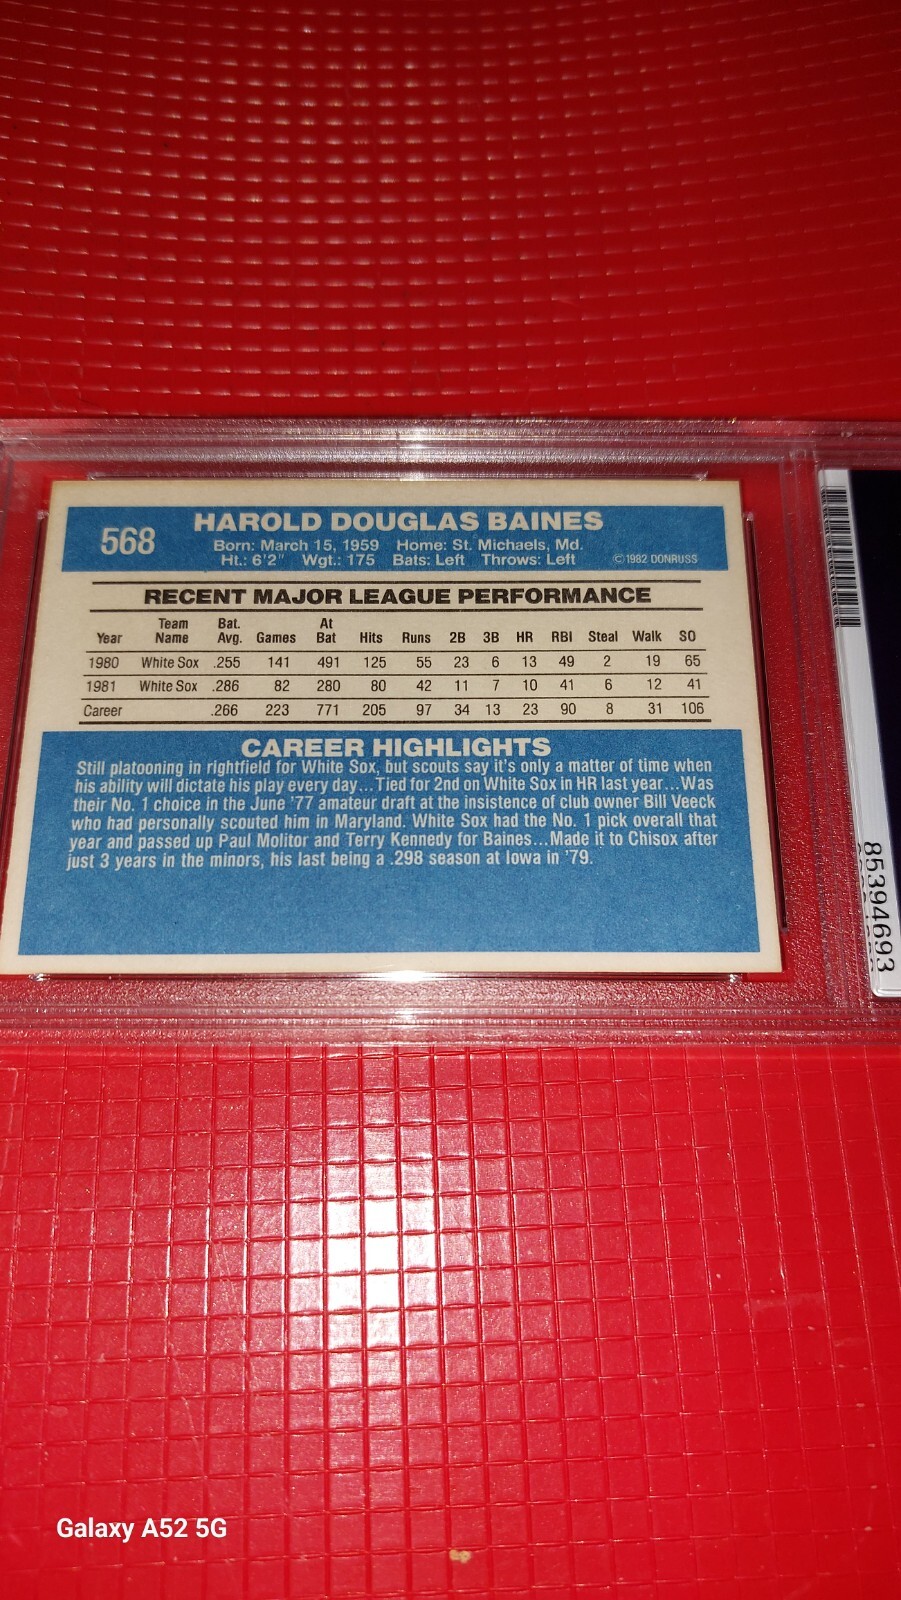 568
HAROLD DOUGLAS BAINES
Born: March 15, 1959 Home: St. Michaels, Md.
Ht.: 6'2" Wgt.: 175 Bats: Left Throws: Left
©1982 DONRUSS
RECENT MAJOR LEAGUE PERFORMANCE
Year Team Name Bat. Avg. Games At Bat Hits Runs 2B 3B HR RBI Steal Walk SO
1980 White Sox .255 141 491 125 55 23 6 13 49 2 19 65
1981 White Sox .286 82 280 80 42 11 7 10 41 6 12 41
Career .266 223 771 205 97 34 13 23 90 8 31 106
CAREER HIGHLIGHTS
Still platooning in rightfield for White Sox, but scouts say it's only a matter of time when
his ability will dictate his play every day...Tied for 2nd on White Sox in HR last year...Was
their No. 1 choice in the June '77 amateur draft at the insistence of club owner Bill Veeck
who had personally scouted him in Maryland. White Sox had the No. 1 pick overall that
year and passed up Paul Molitor and Terry Kennedy for Baines...Made it to Chisox after
just 3 years in the minors, his last being a .298 season at Iowa in '79.
85394693
Galaxy A52 5G